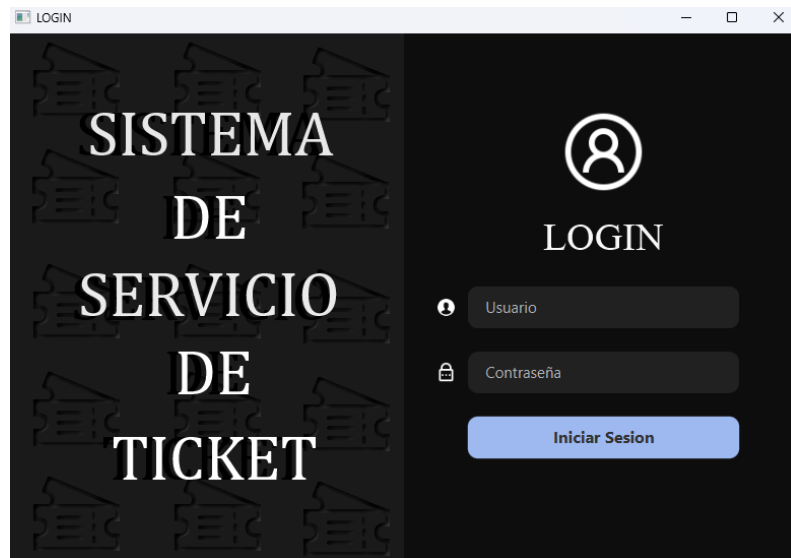 LOGIN
SISTEMA
DE
SERVICIO
DE
TICKET
LOGIN
Usuario
Contraseña
Iniciar Sesion